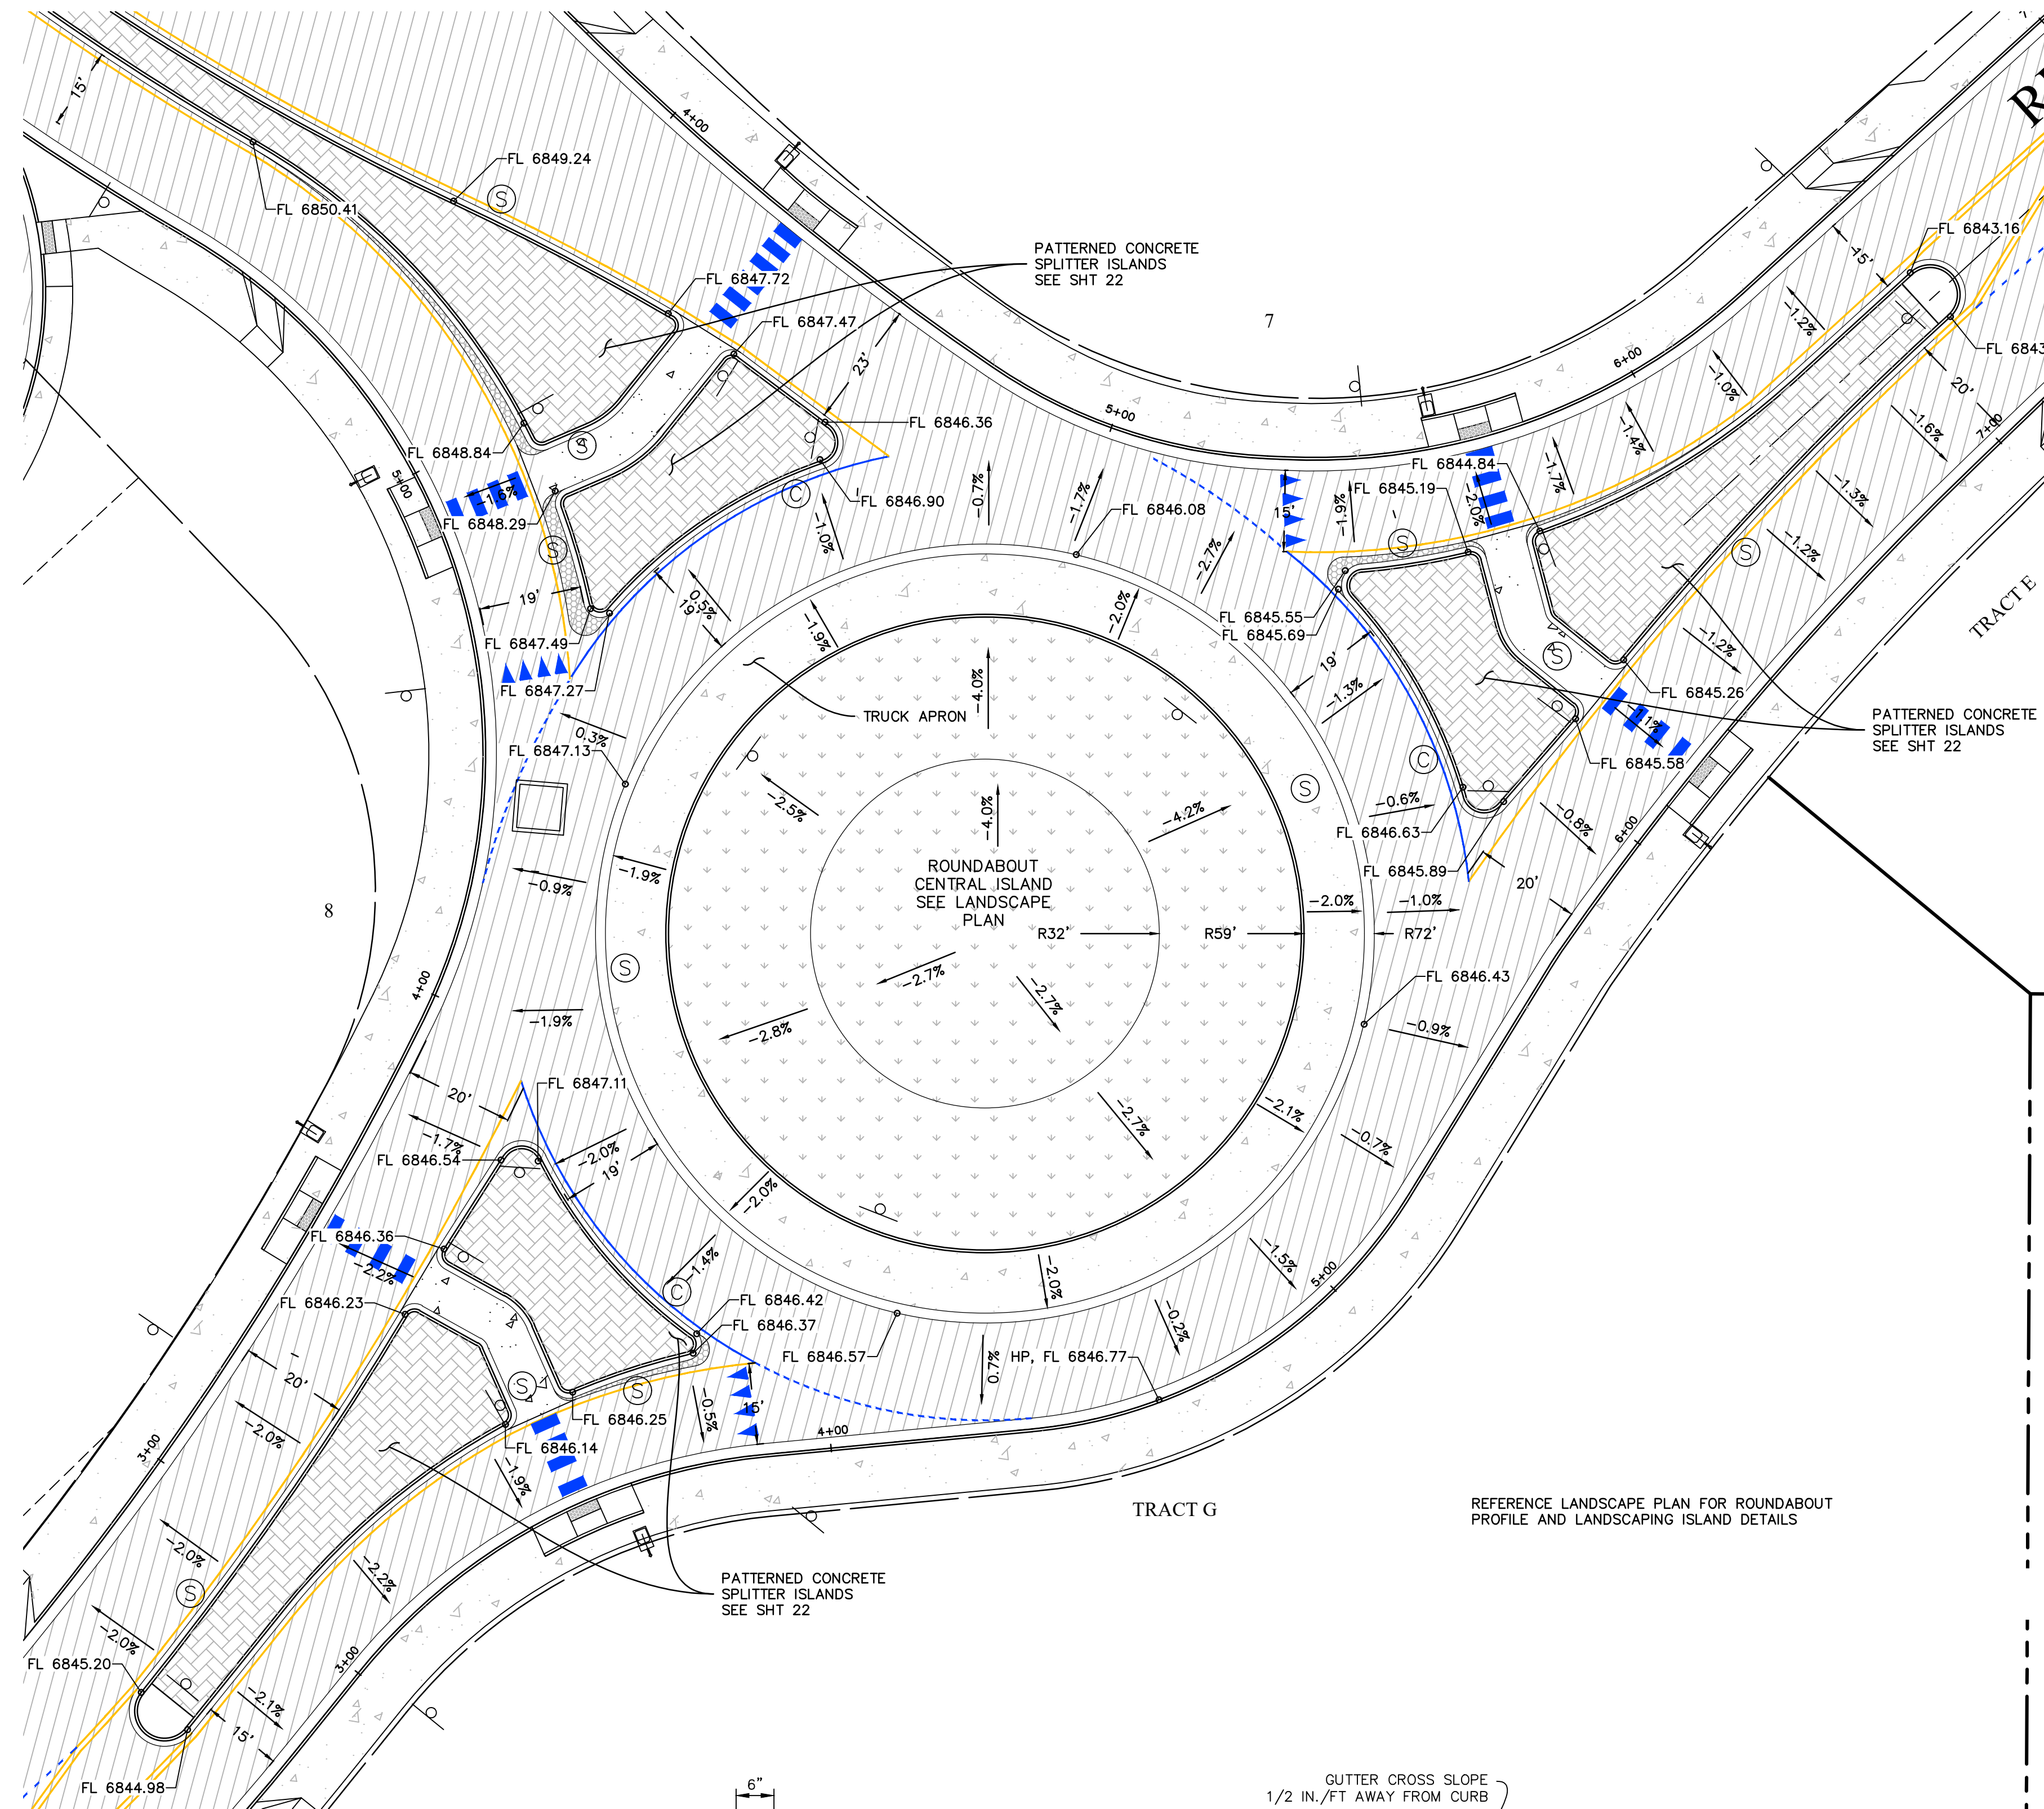 15'
4+00
FL 6849.24
S
FL 6850.41
PATTERNED CONCRETE
SPLITTER ISLANDS
SEE SHT 22
FL 6847.72
FL 6847.47
7
23'
FL 6843.16
15'
-1.2%
-1.0%
6+00
20'
7+00
-1.6%
5+00
FL 6846.36
S
FL 6848.84
5+00
-1.6%
FL 6848.29
C
FL 6846.90
-0.7%
-1.7%
FL 6846.08
-1.0%
-2.7%
15'
-1.9%
FL 6844.84
FL 6845.19
-2.0%
-1.7%
-1.4%
-1.3%
-1.2%
S
S
S
19'
0.5%
19'
-1.9%
-2.0%
FL 6845.55
FL 6845.69
19'
-1.3%
S
-1.2%
TRACT E
FL 6847.49
FL 6847.27
0.3%
FL 6847.13
TRUCK APRON
-4.0%
FL 6845.26
PATTERNED CONCRETE
SPLITTER ISLANDS
SEE SHT 22
-1.1%
FL 6845.58
C
S
-2.5%
-4.0%
-4.2%
-0.6%
FL 6846.63
FL 6845.89
-0.8%
6+00
20'
-1.9%
-0.9%
ROUNDABOUT
CENTRAL ISLAND
SEE LANDSCAPE
PLAN
8
-2.0%
-1.0%
R32'
R59'
R72'
S
-2.7%
-2.7%
FL 6846.43
4+00
-1.9%
-2.8%
-0.9%
FL 6847.11
20'
-1.7%
FL 6846.54
-2.0%
19'
-2.7%
-2.1%
-0.7%
-2.0%
FL 6846.36
-2.2%
-1.4%
C
-1.5%
5+00
-2.0%
FL 6846.23
FL 6846.42
FL 6846.37
-0.2%
FL 6846.57
HP, FL 6846.77
0.7%
20'
S
S
-0.5%
15'
FL 6846.25
4+00
-2.0%
FL 6846.14
3+00
-1.9%
TRACT G
REFERENCE LANDSCAPE PLAN FOR ROUNDABOUT
PROFILE AND LANDSCAPING ISLAND DETAILS
-2.0%
S
-2.2%
PATTERNED CONCRETE
SPLITTER ISLANDS
SEE SHT 22
-2.0%
3+00
FL 6845.20
-2.1%
15'
FL 6844.98
6"
GUTTER CROSS SLOPE
1/2 IN./FT AWAY FROM CURB